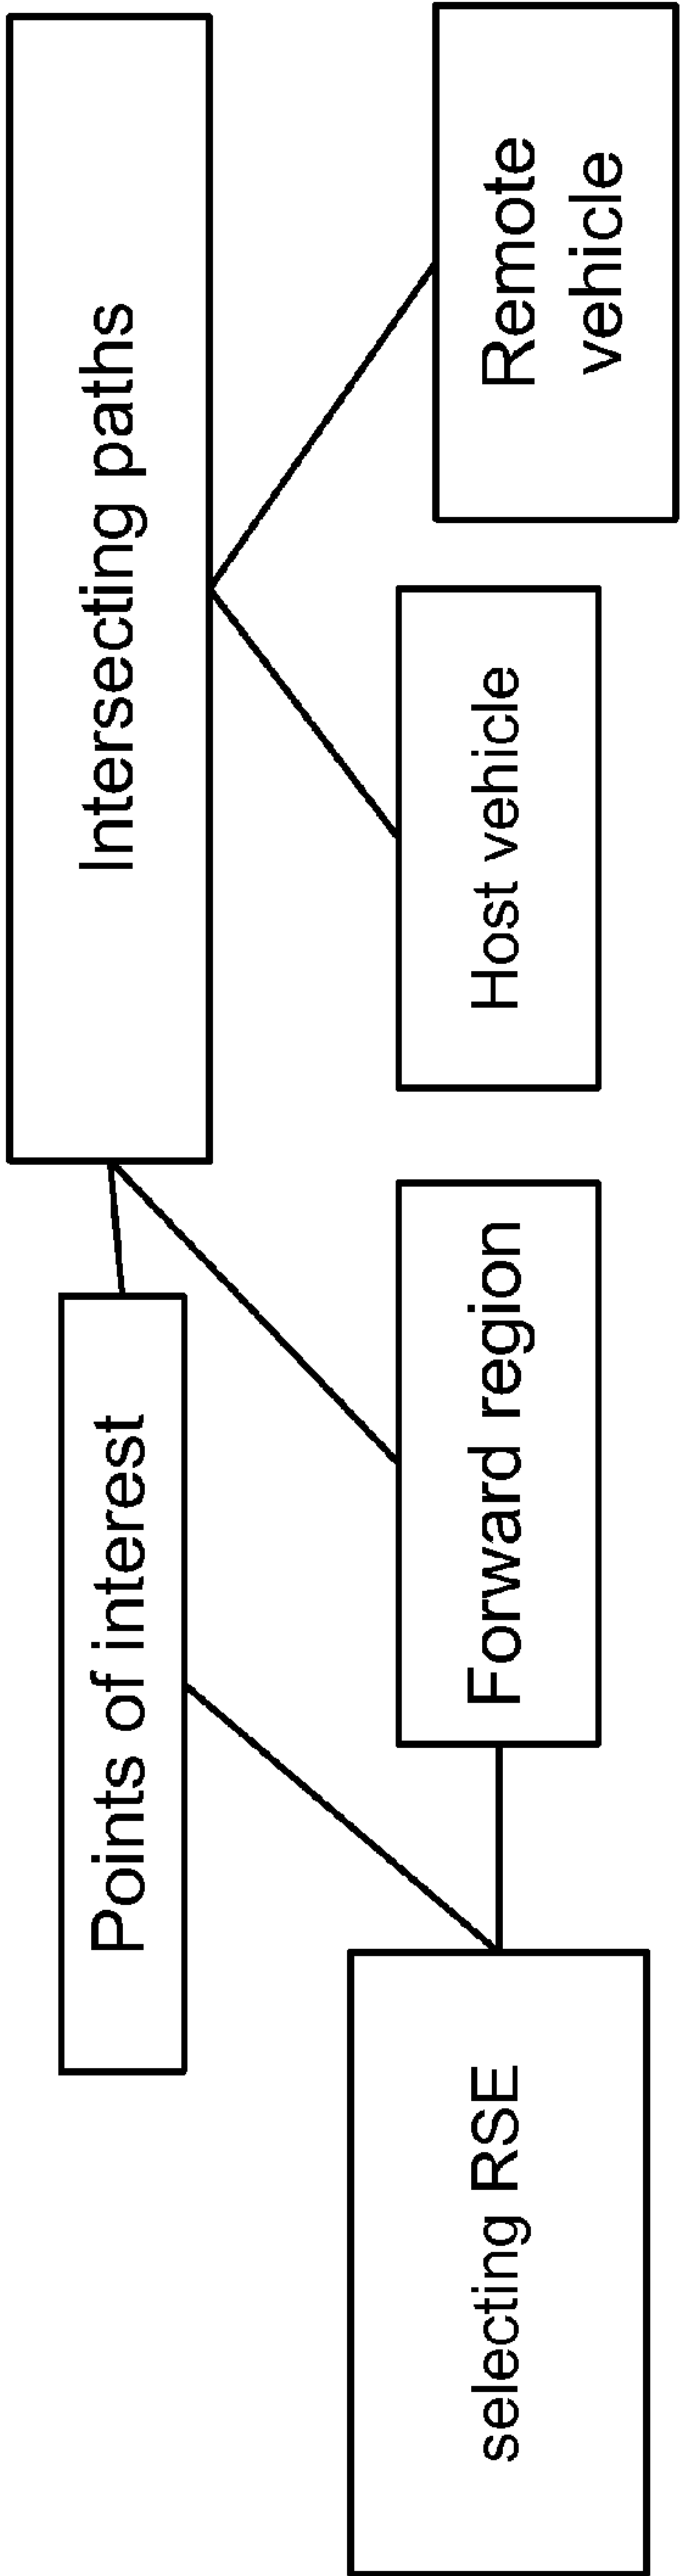 Points of interest
Intersecting paths
selecting RSE
Forward region
Host vehicle
Remote
vehicle